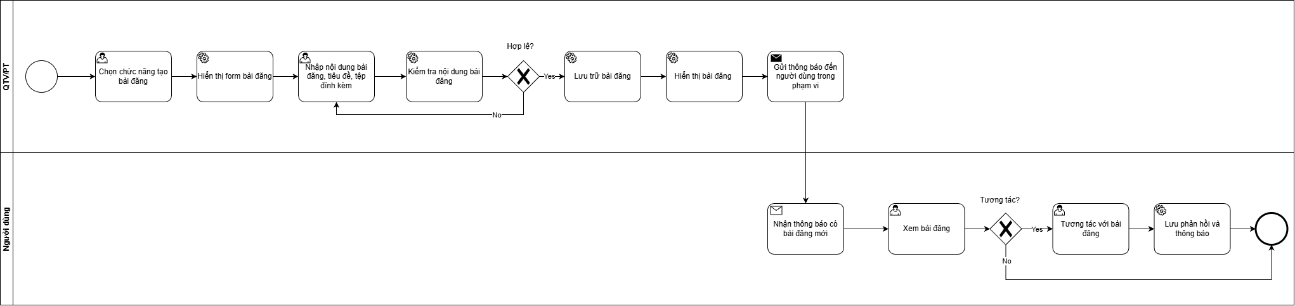 QTV/PT
Chọn chức năng tạo
bài đăng
Hiển thị form bài đăng
Nhập nội dung bài
đăng, tiêu đề, tệp
đính kèm
Kiểm tra nội dung bài
đăng
Hợp lệ?
Yes
No
Lưu trữ bài đăng
Hiển thị bài đăng
Gửi thông báo đến
người dùng trong
phạm vi
Người dùng
Nhận thông báo có
bài đăng mới
Xem bài đăng
Tương tác?
Yes
No
Tương tác với bài
đăng
Lưu phản hồi và
thông báo